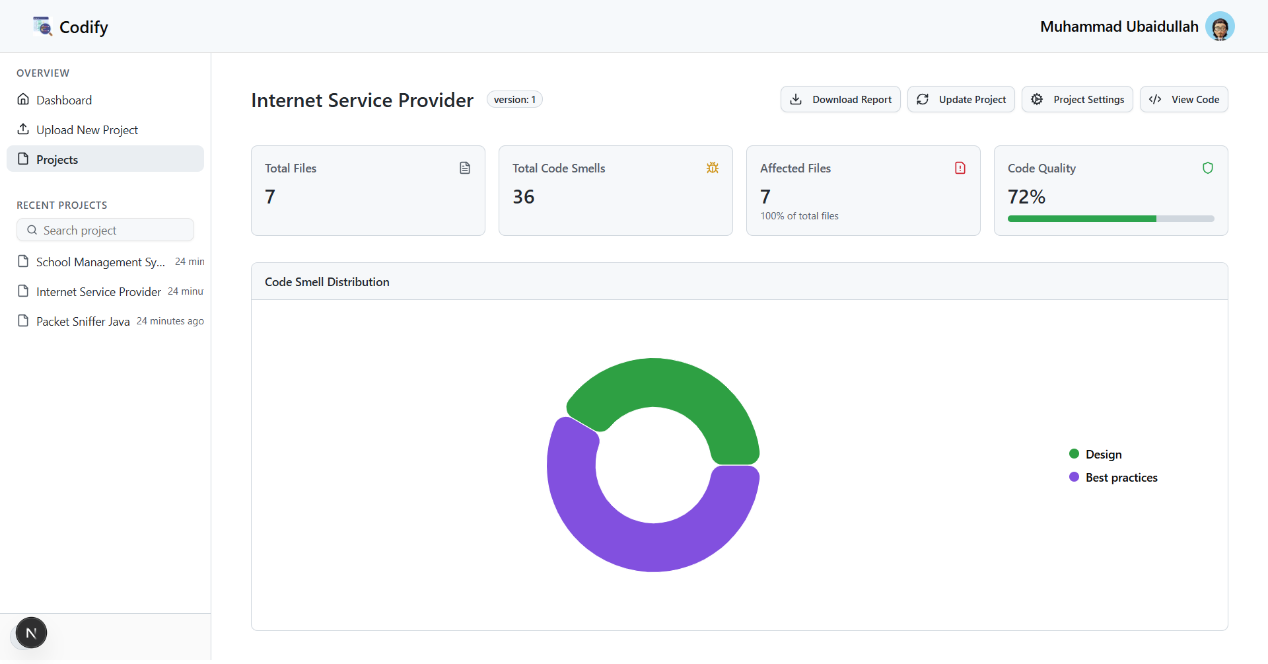 Codify
Muhammad Ubaidullah
OVERVIEW
Dashboard
Upload New Project
Projects
RECENT PROJECTS
Search project
School Management Sy... 24 min
Internet Service Provider 24 minu
Packet Sniffer Java 24 minutes ago
N
Internet Service Provider version: 1
Download Report Update Project Project Settings View Code
Total Files
7
Total Code Smells
36
Affected Files
7
100% of total files
Code Quality
72%
Code Smell Distribution
Design
Best practices